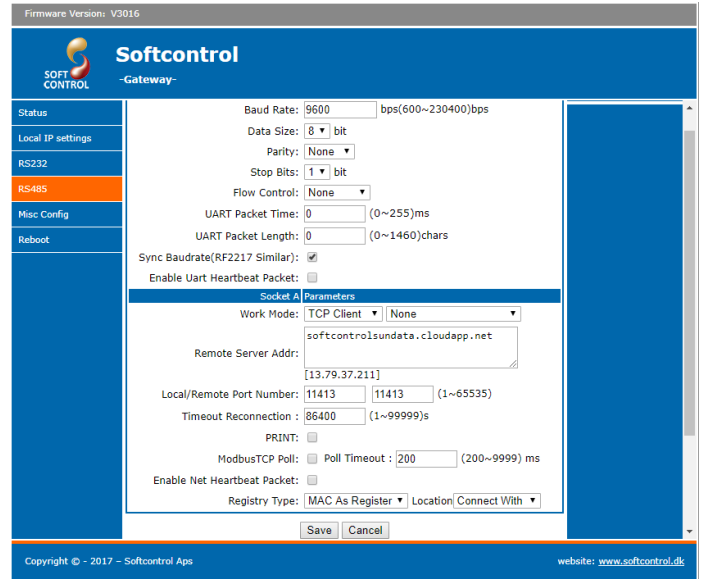 Firmware Version: V3016
SOFT CONTROL
Softcontrol
-Gateway-
Status
Local IP settings
RS232
RS485
Misc Config
Reboot
Baud Rate: 9600 bps(600~230400)bps
Data Size: 8 bit
Parity: None
Stop Bits: 1 bit
Flow Control: None
UART Packet Time: 0 (0~255)ms
UART Packet Length: 0 (0~1460)chars
Sync Baudrate(RF2217 Similar):
Enable Uart Heartbeat Packet:
Socket A Parameters
Work Mode: TCP Client None
Remote Server Addr: softcontrolsundata.cloudapp.net
[13.79.37.211]
Local/Remote Port Number: 11413 11413 (1~65535)
Timeout Reconnection : 86400 (1~99999)s
PRINT:
ModbusTCP Poll: Poll Timeout : 200 (200~9999) ms
Enable Net Heartbeat Packet:
Registry Type: MAC As Register Location Connect With
Save Cancel
Copyright © - 2017 – Softcontrol Aps website: www.softcontrol.dk